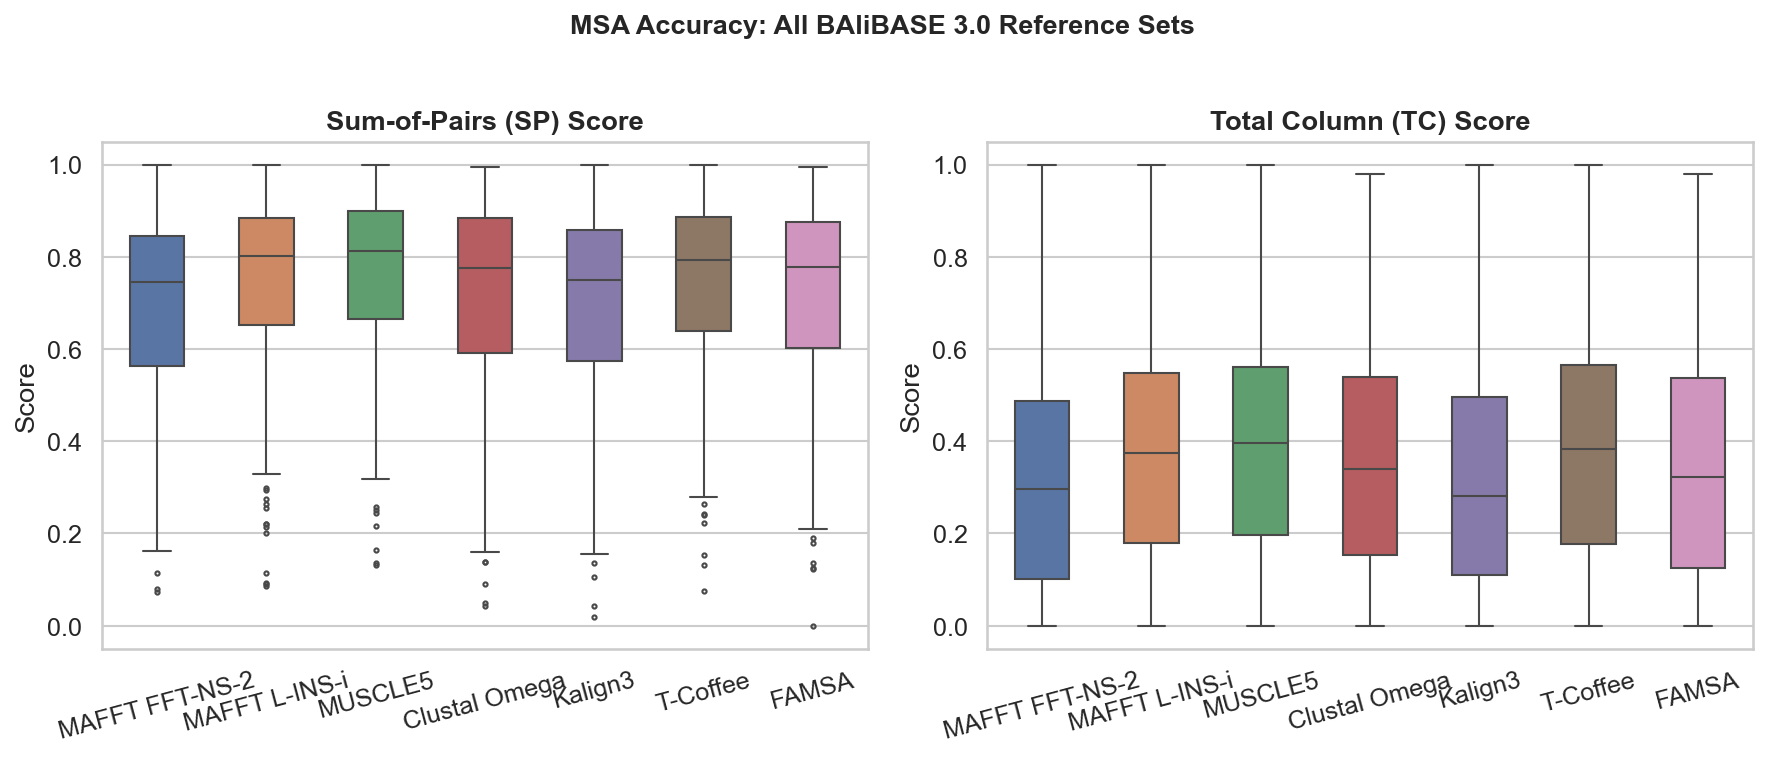 MSA Accuracy: All BAliBASE 3.0 Reference Sets
Sum-of-Pairs (SP) Score
Score
1.0
0.8
0.6
0.4
0.2
0.0
MAFFT FFT-NS-2
MAFFT L-INS-i
MUSCLE5
Clustal Omega
Kalign3
T-Coffee
FAMSA
Total Column (TC) Score
Score
1.0
0.8
0.6
0.4
0.2
0.0
MAFFT FFT-NS-2
MAFFT L-INS-i
MUSCLE5
Clustal Omega
Kalign3
T-Coffee
FAMSA